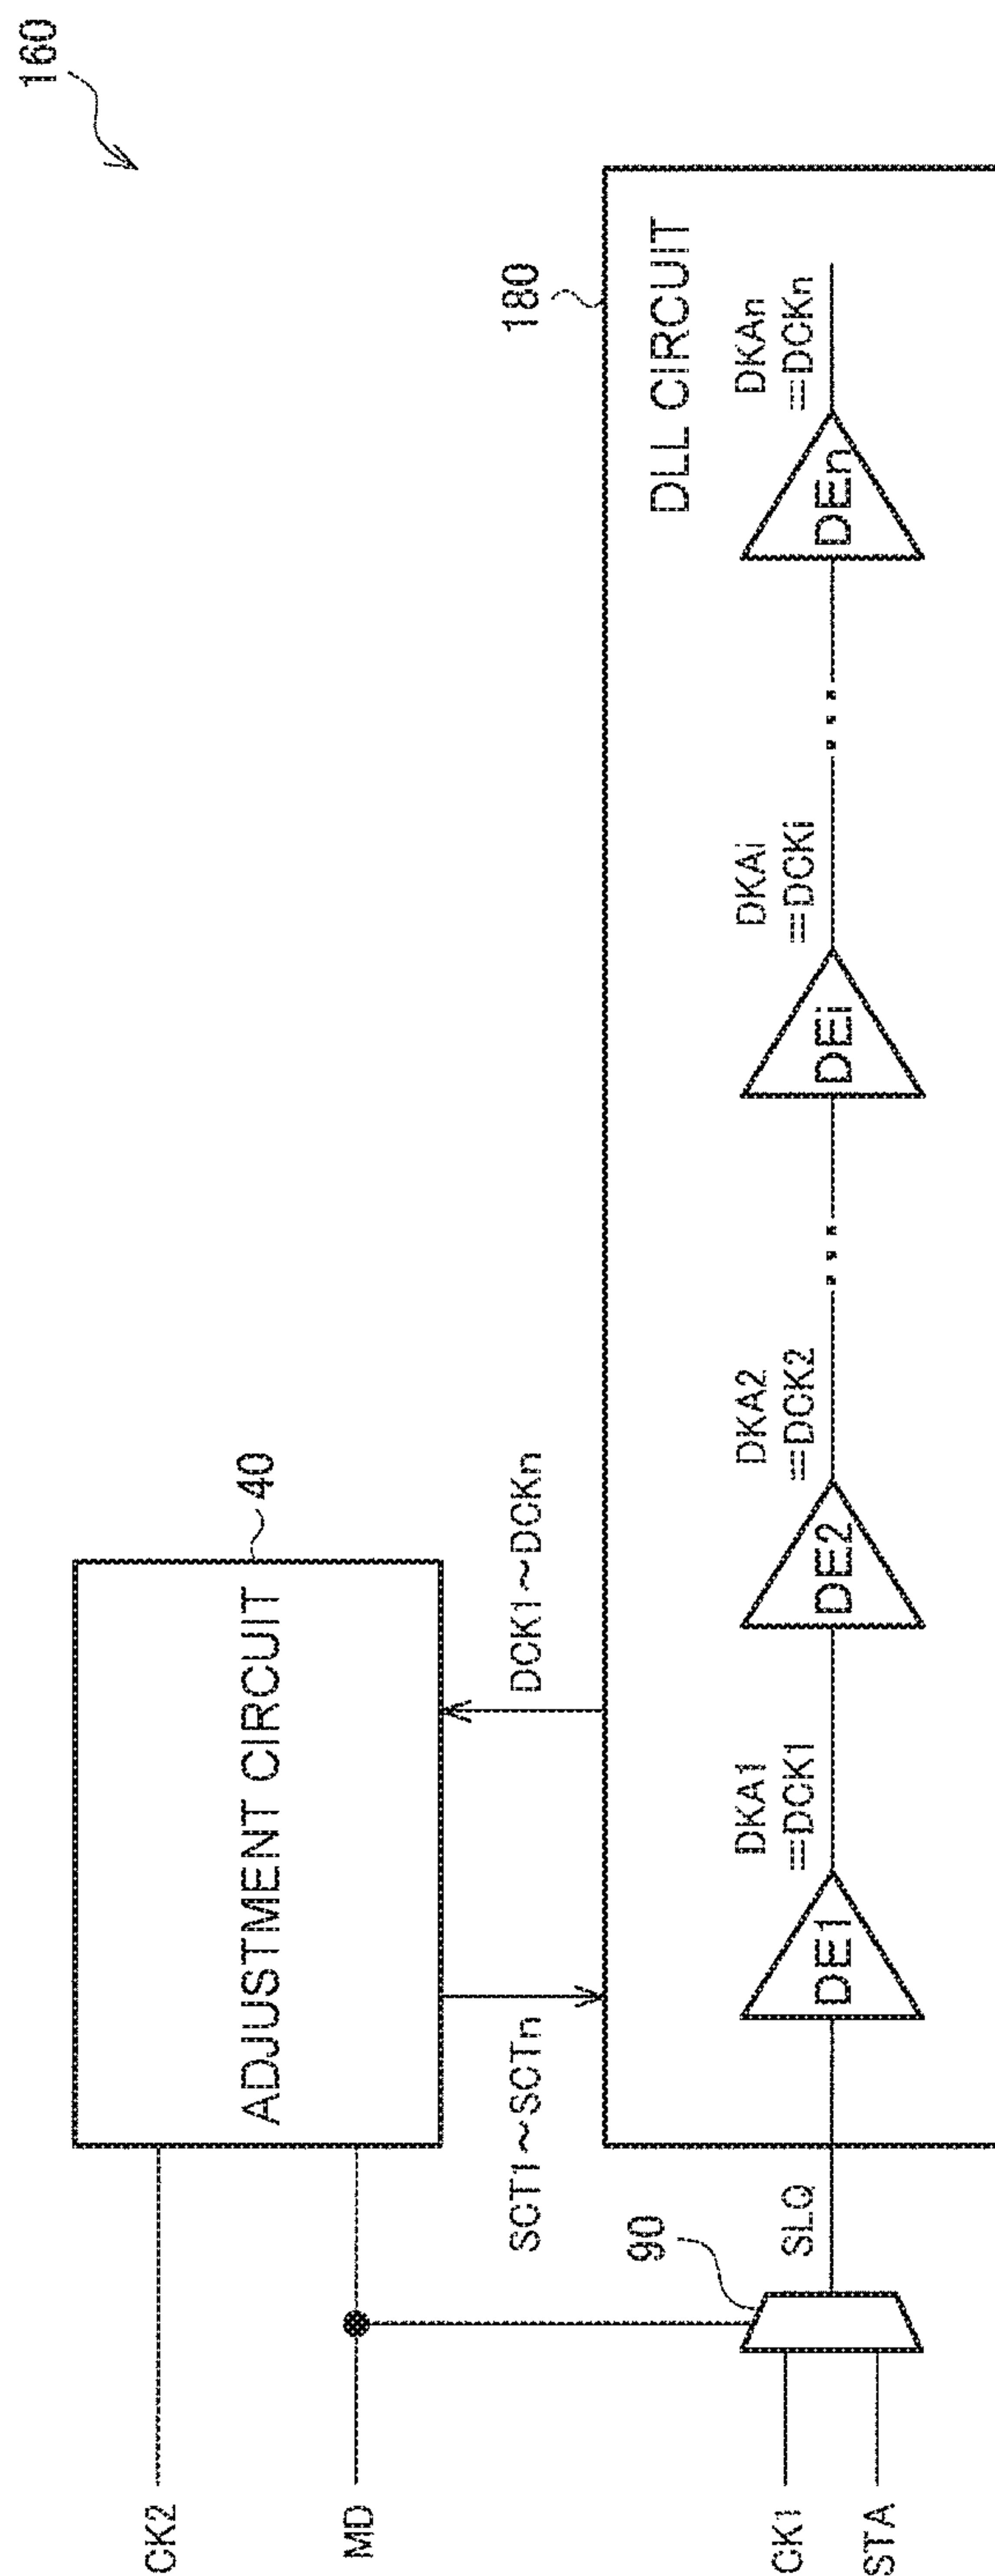 160
ADJUSTMENT CIRCUIT
40
CK2
MD
SCT1~SCTn
DCK1~DCKn
180
DLL CIRCUIT
90
SLQ
CK1
STA
DE1
DKA1
=DCK1
DE2
DKA2
=DCK2
DEi
DKAi
=DCKi
DEn
DKAn
=DCKn